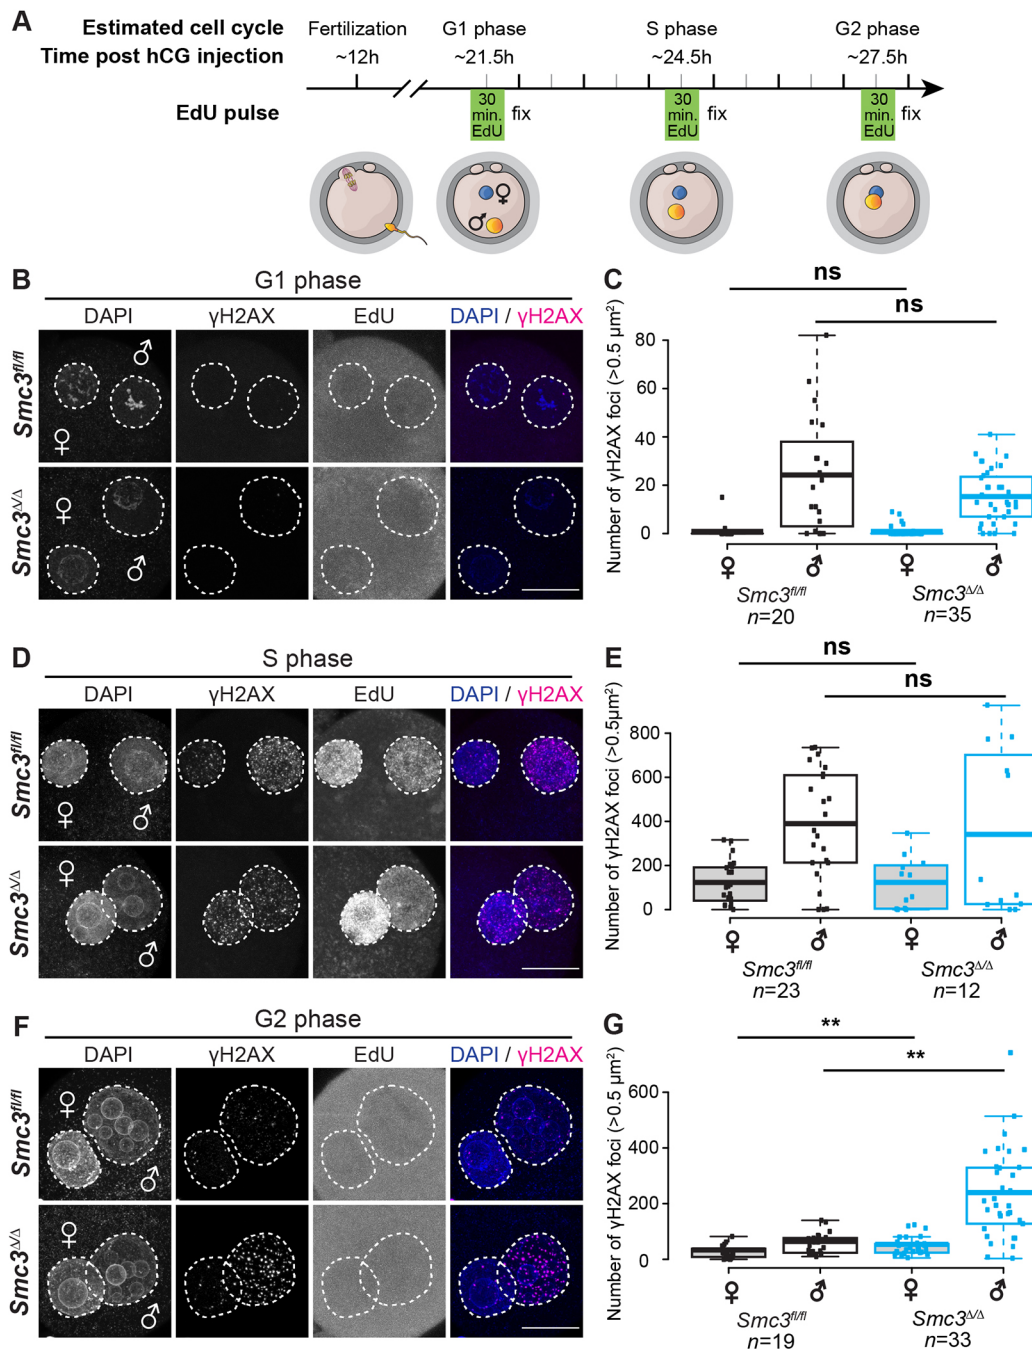 A
Estimated cell cycle Fertilization G1 phase S phase G2 phase
Time post hCG injection ~12h ~21.5h ~24.5h ~27.5h
EdU pulse 30 min. EdU fix 30 min. EdU fix 30 min. EdU fix
♀
♂
B
G1 phase
DAPI γH2AX EdU DAPI / γH2AX
Smc3fl/fl
♂
♀
Smc3Δ/Δ
♀
♂
C
ns
ns
Number of γH2AX foci (>0.5 μm²)
80
60
40
20
0
♀ ♂ ♀ ♂
Smc3fl/fl Smc3Δ/Δ
n=20 n=35
D
S phase
DAPI γH2AX EdU DAPI / γH2AX
Smc3fl/fl
♀ ♂
Smc3Δ/Δ
♀
♂
E
ns
ns
Number of γH2AX foci (>0.5μm²)
800
600
400
200
0
♀ ♂ ♀ ♂
Smc3fl/fl Smc3Δ/Δ
n=23 n=12
F
G2 phase
DAPI γH2AX EdU DAPI / γH2AX
Smc3fl/fl
♀
♂
Smc3Δ/Δ
♀
♂
G
**
**
Number of γH2AX foci (>0.5 μm²)
600
400
200
0
♀ ♂ ♀ ♂
Smc3fl/fl Smc3Δ/Δ
n=19 n=33